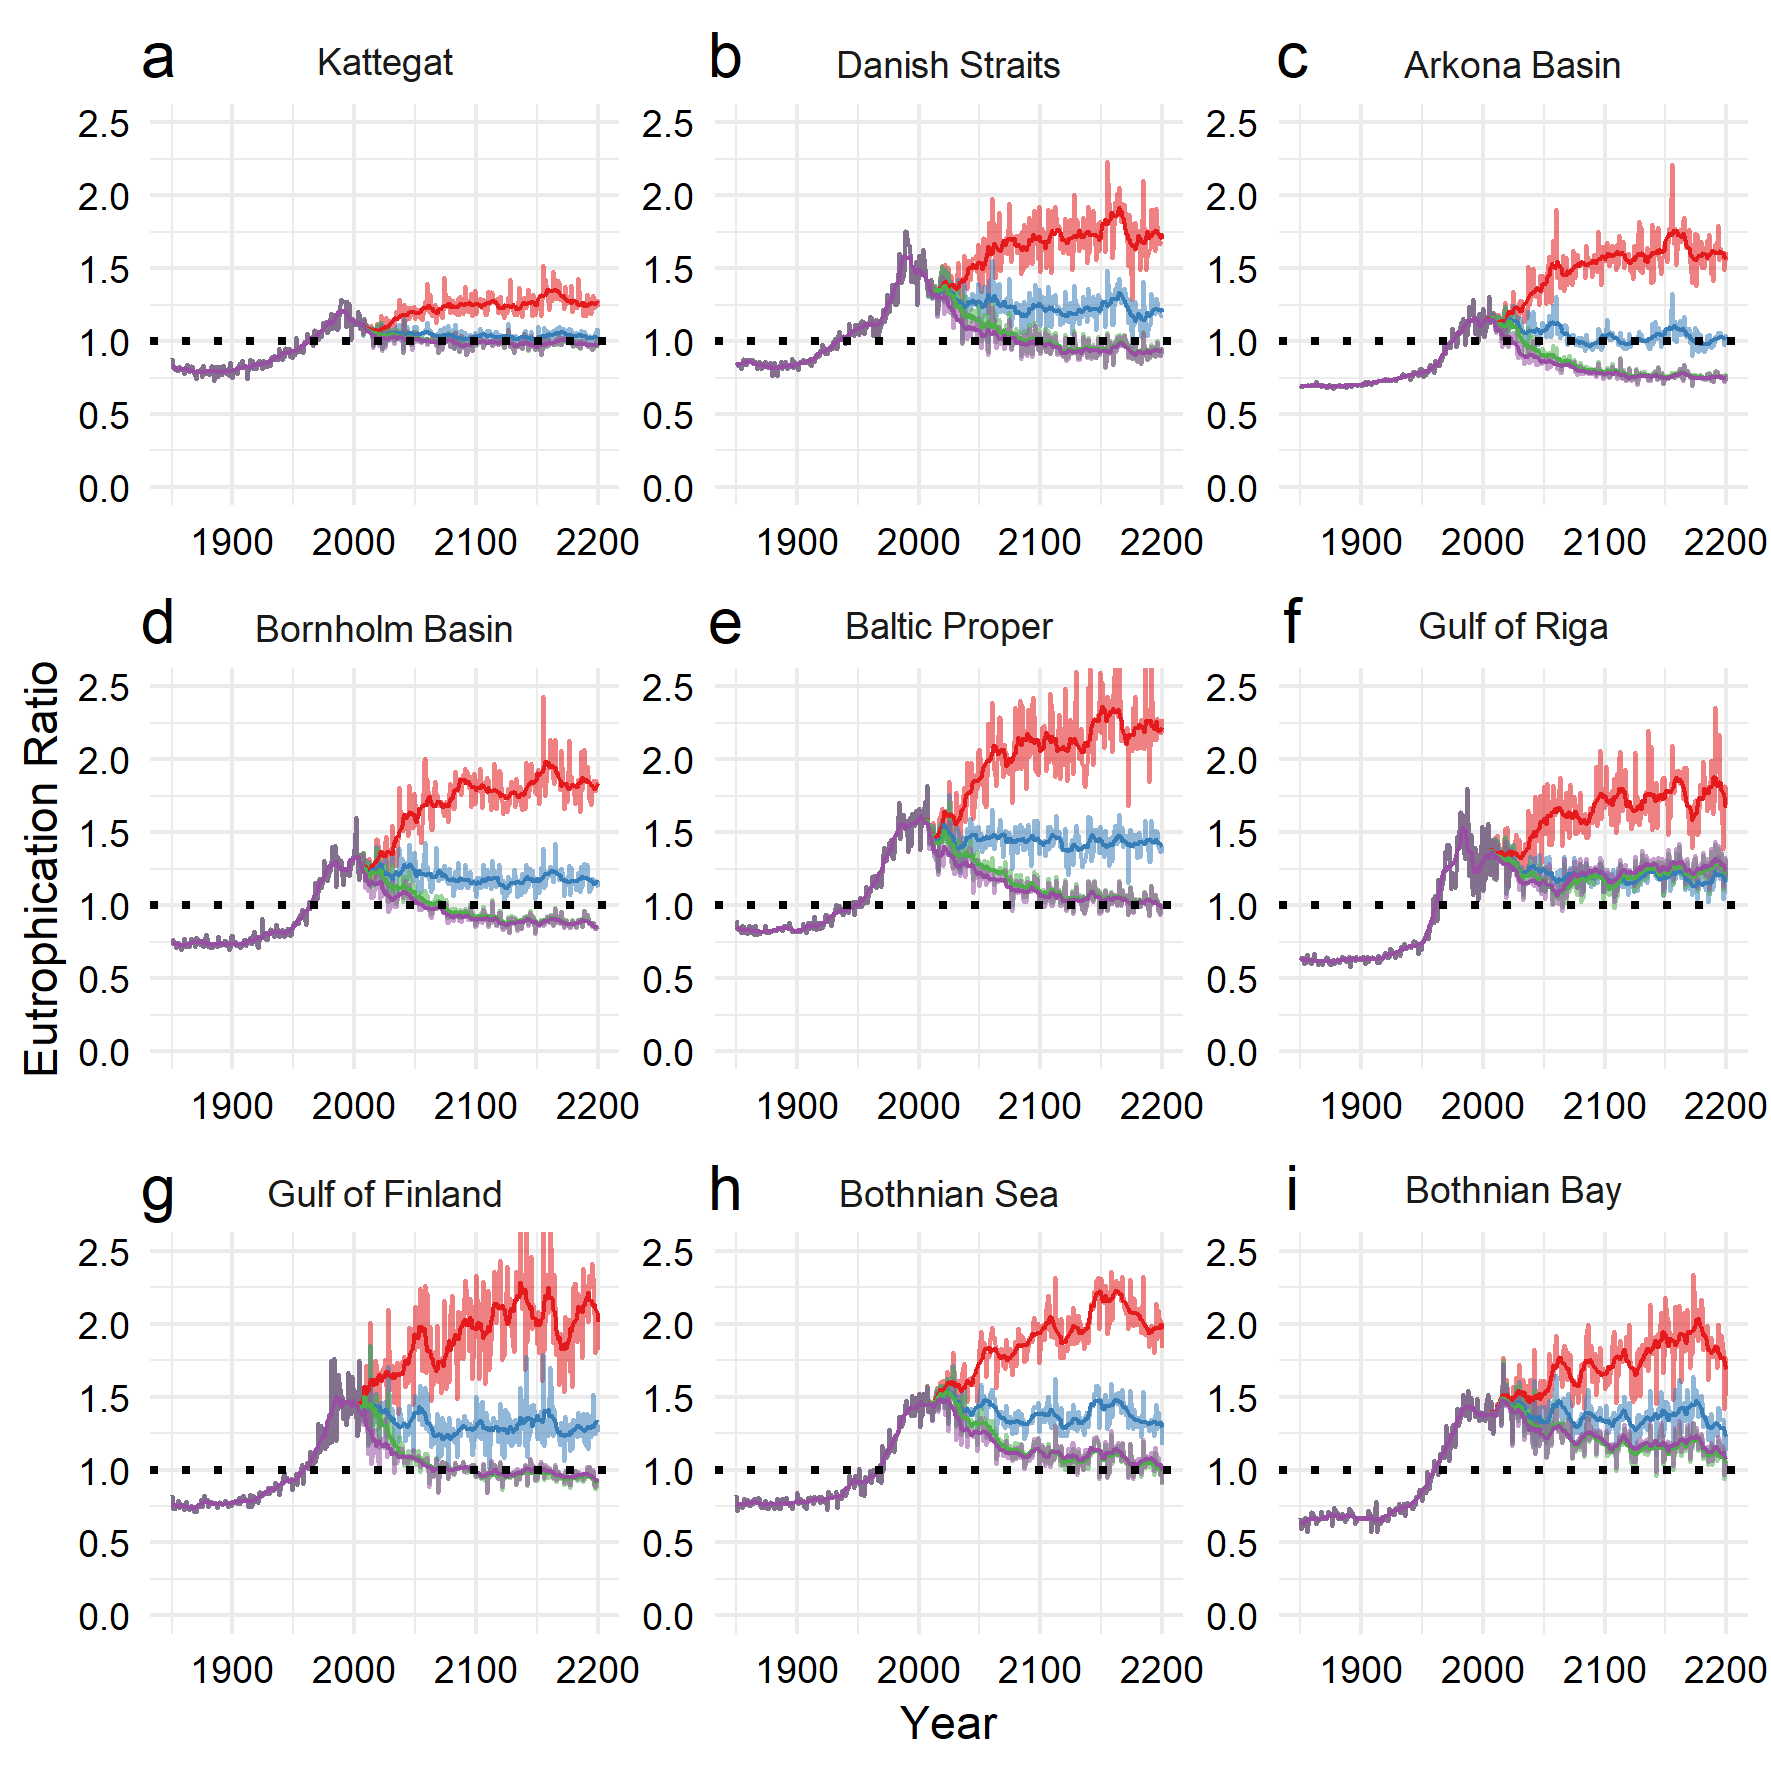 a Kattegat
b Danish Straits
c Arkona Basin
2.5 2.5 2.5
2.0 2.0 2.0
1.5 1.5 1.5
1.0 1.0 1.0
0.5 0.5 0.5
0.0 0.0 0.0
1900 2000 2100 2200 1900 2000 2100 2200 1900 2000 2100 2200
d Bornholm Basin
e Baltic Proper
f Gulf of Riga
Eutrophication Ratio
2.5 2.5 2.5
2.0 2.0 2.0
1.5 1.5 1.5
1.0 1.0 1.0
0.5 0.5 0.5
0.0 0.0 0.0
1900 2000 2100 2200 1900 2000 2100 2200 1900 2000 2100 2200
g Gulf of Finland
h Bothnian Sea
i Bothnian Bay
2.5 2.5 2.5
2.0 2.0 2.0
1.5 1.5 1.5
1.0 1.0 1.0
0.5 0.5 0.5
0.0 0.0 0.0
1900 2000 2100 2200 1900 2000 2100 2200 1900 2000 2100 2200
Year